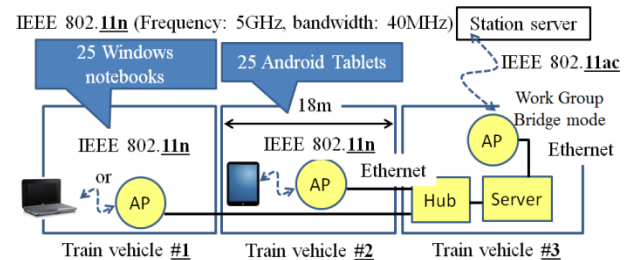 IEEE 802.11n (Frequency: 5GHz, bandwidth: 40MHz)
Station server
25 Windows
notebooks
25 Android Tablets
IEEE 802.11ac
18m
Work Group
Bridge mode
IEEE 802.11n
IEEE 802.11n
AP
Ethernet
or
Ethernet
AP
AP
Hub
Server
Train vehicle #1
Train vehicle #2
Train vehicle #3